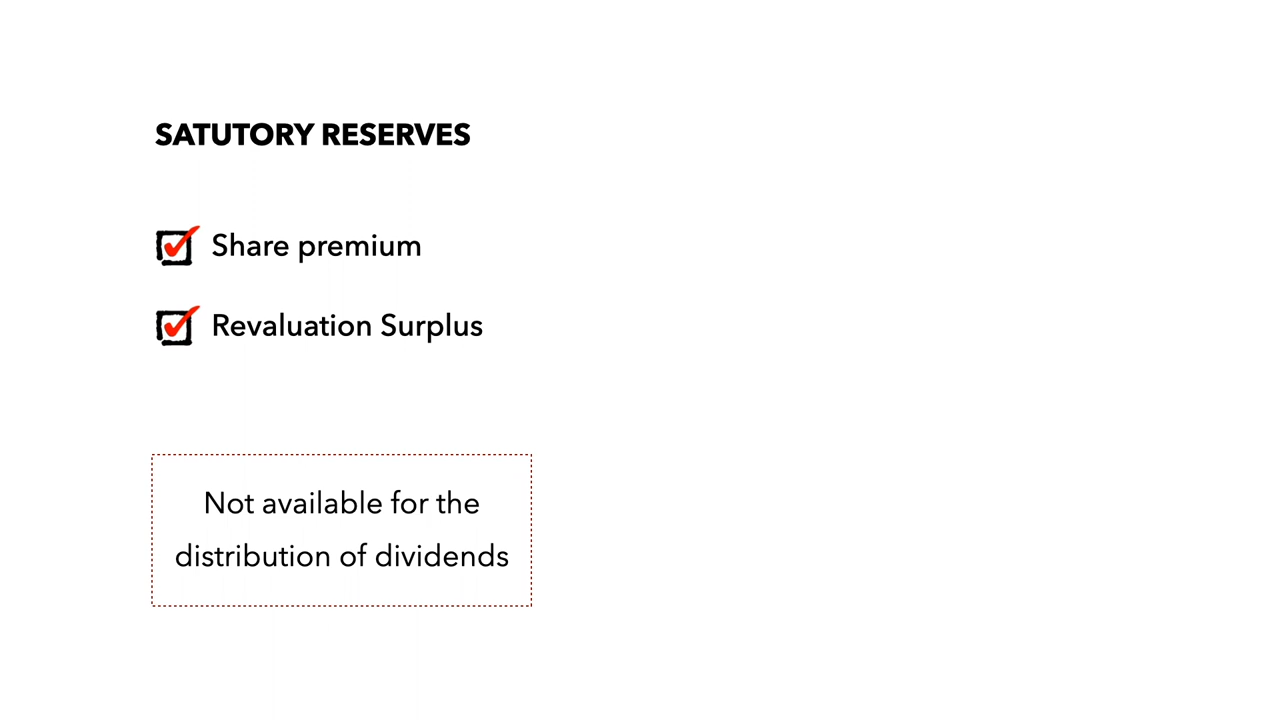 SATUTORY RESERVES
Share premium
Revaluation Surplus
Not available for the
distribution of dividends